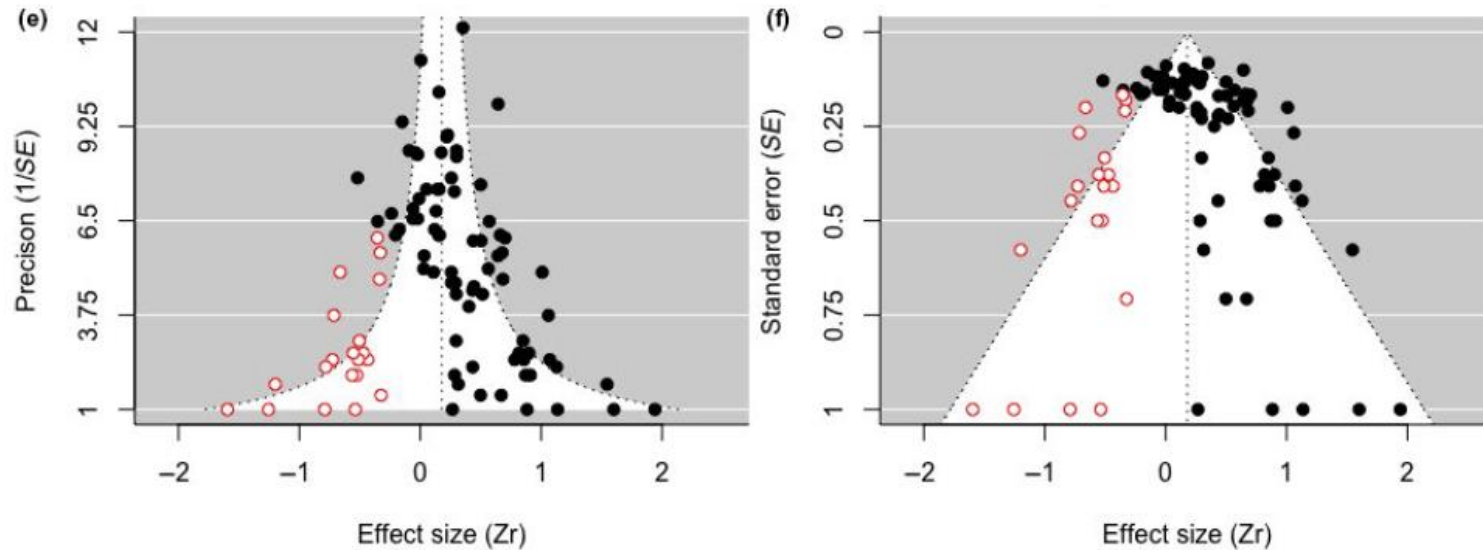 (e)
Precison (1/SE)
12
9.25
6.5
3.75
1
−2 −1 0 1 2
Effect size (Zr)
(f)
Standard error (SE)
0
0.25
0.5
0.75
1
−2 −1 0 1 2
Effect size (Zr)